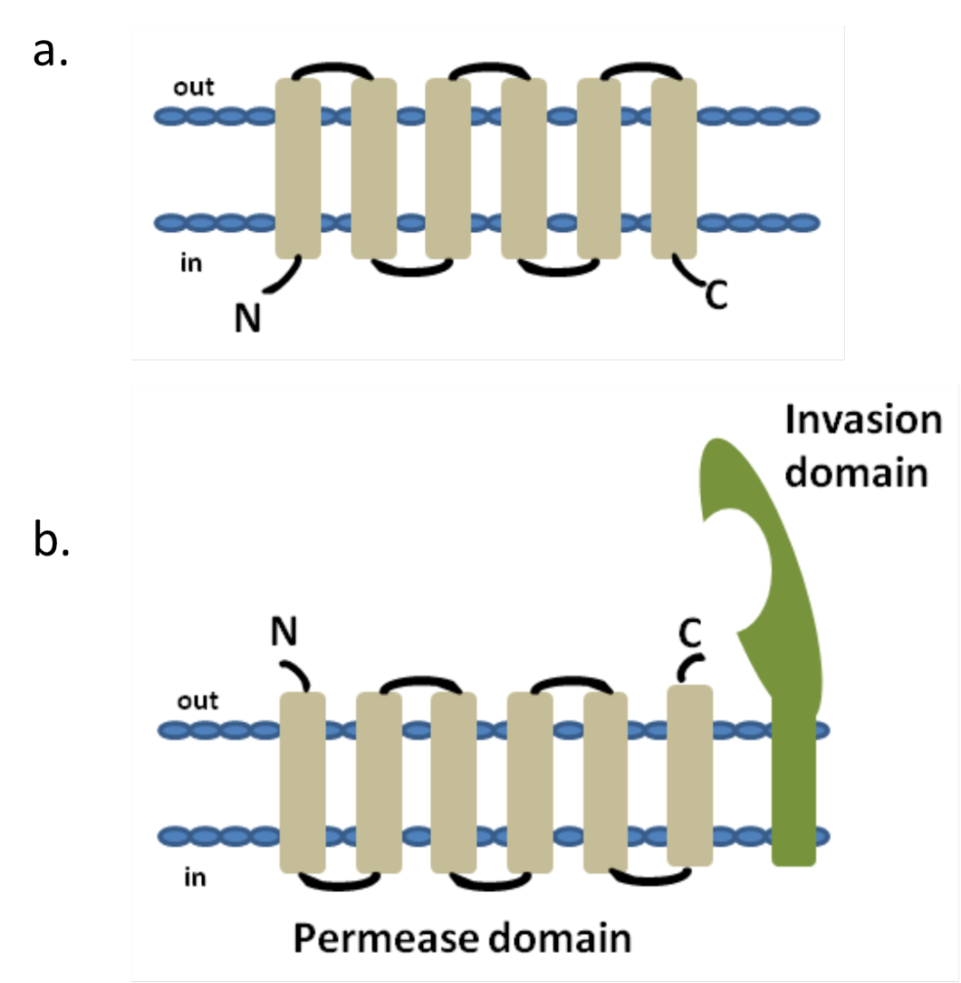 a.
out
in
N
C
Invasion
domain
b.
N
C
out
in
Permease domain